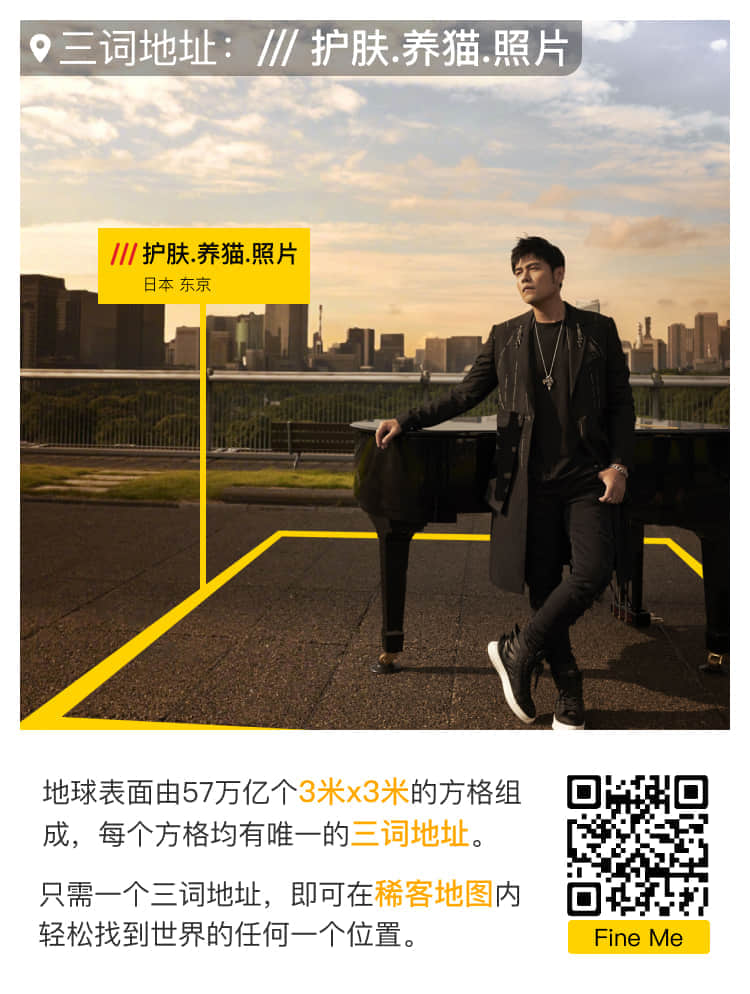 三词地址：/// 护肤.养猫.照片
/// 护肤.养猫.照片
日本 东京
地球表面由57万亿个3米x3米的方格组
成，每个方格均有唯一的三词地址。
只需一个三词地址，即可在稀客地图内
轻松找到世界的任何一个位置。
Fine Me